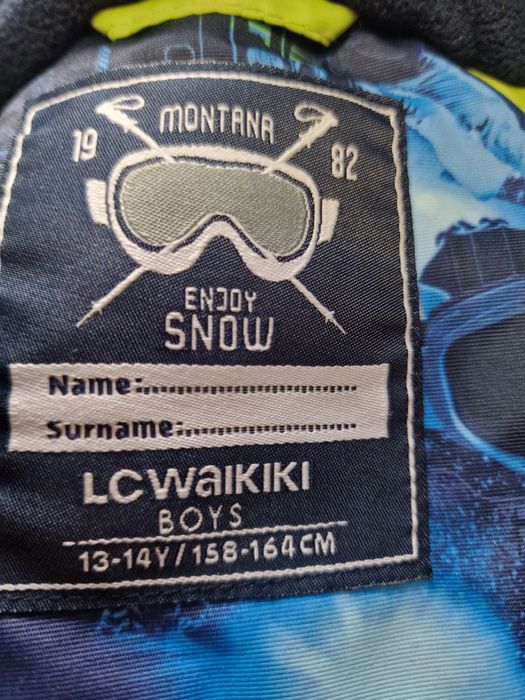 MONTANA
19 82
ENJOY
SNOW
Name:........................
Surname:........................
LCWAIKIKI
BOYS
13-14Y/158-164CM